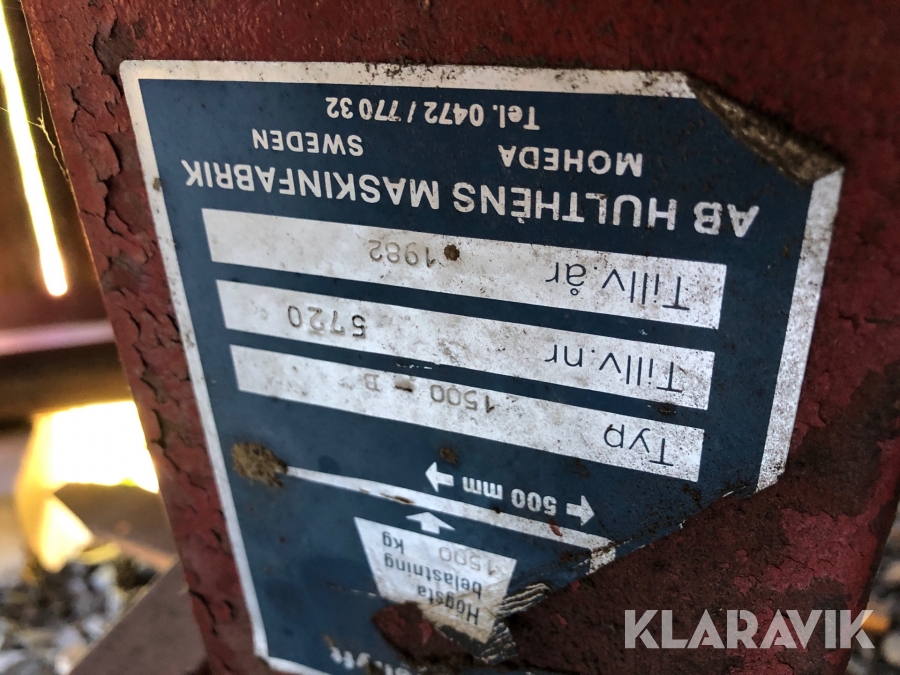 Högsta
belastning
1500 kg
500 mm
Typ 1500 - B
Tillv.nr 5720
Tillv.år 1982
AB HULTHÈNS MASKINFABRIK
MOHEDA SWEDEN
Tel. 0472 / 770 32
KLARAVIK